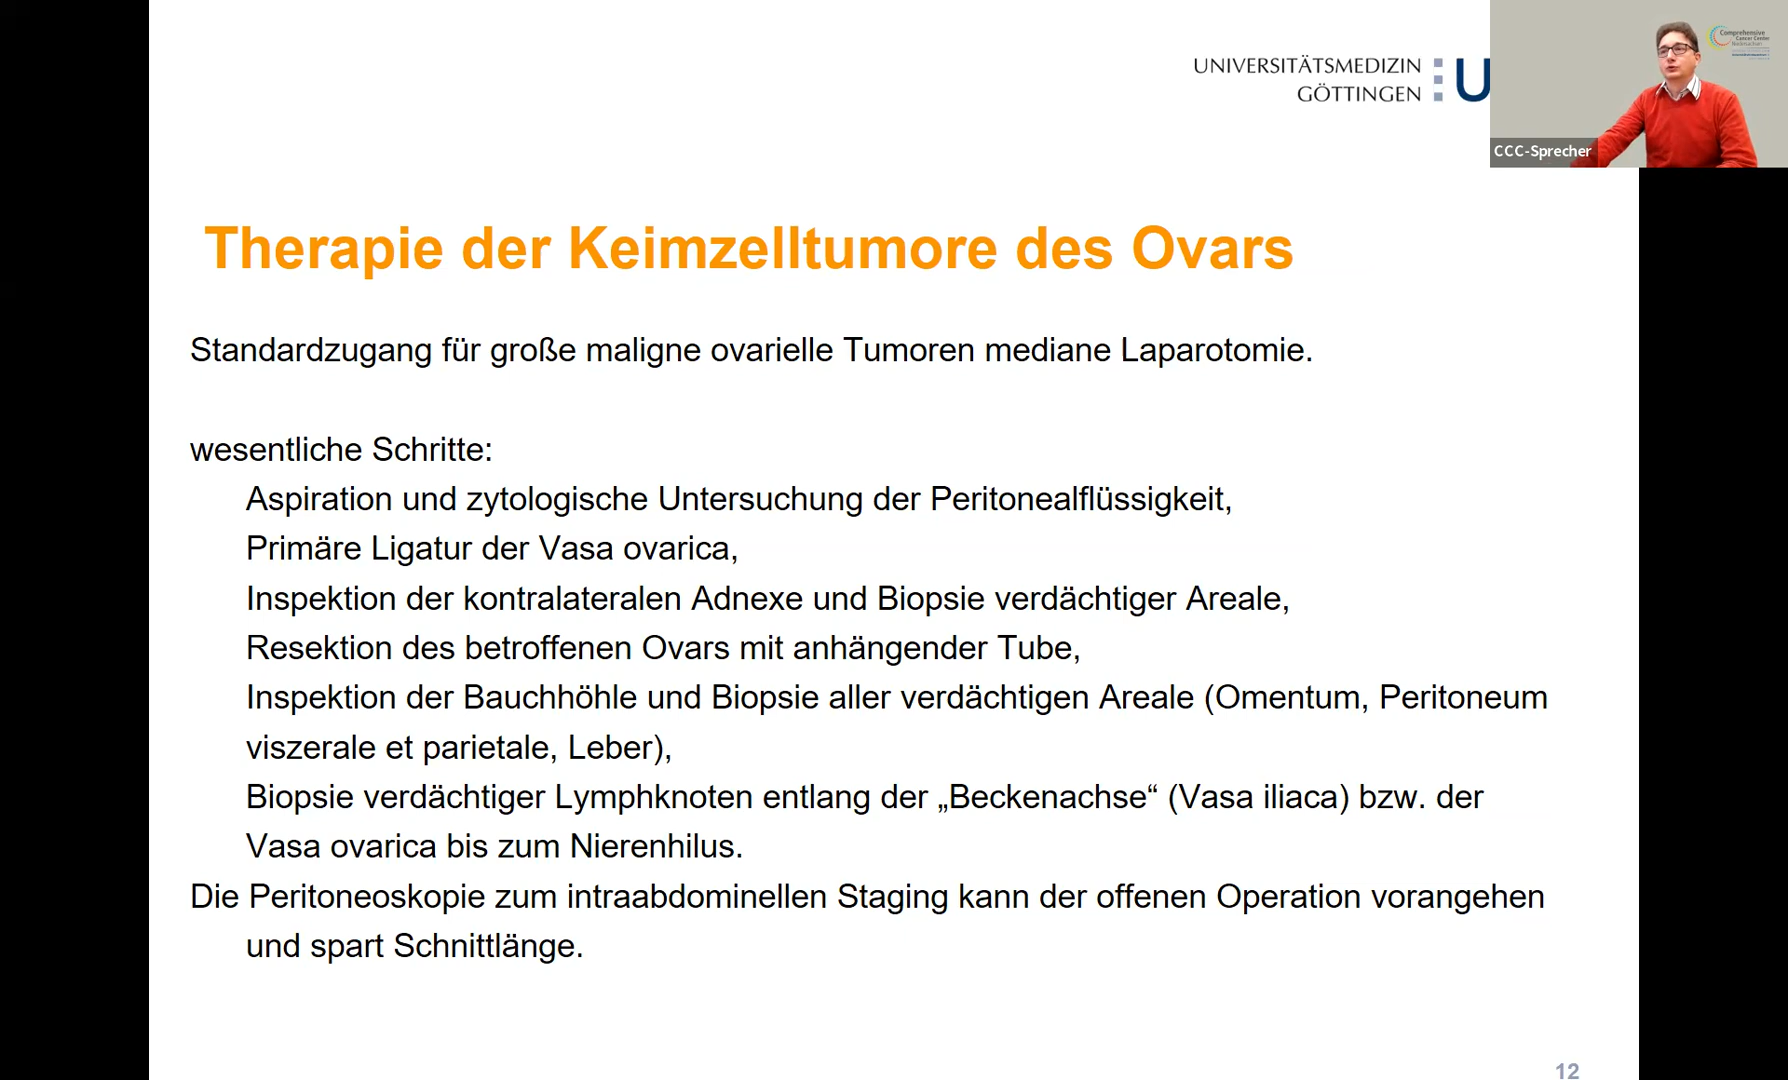 UNIVERSITÄTSMEDIZIN
GÖTTINGEN
U
Comprehensive
Cancer Center
Niedersachsen
CCC-Sprecher
Therapie der Keimzelltumore des Ovars
Standardzugang für große maligne ovarielle Tumoren mediane Laparotomie.
wesentliche Schritte:
Aspiration und zytologische Untersuchung der Peritonealflüssigkeit,
Primäre Ligatur der Vasa ovarica,
Inspektion der kontralateralen Adnexe und Biopsie verdächtiger Areale,
Resektion des betroffenen Ovars mit anhängender Tube,
Inspektion der Bauchhöhle und Biopsie aller verdächtigen Areale (Omentum, Peritoneum
viszerale et parietale, Leber),
Biopsie verdächtiger Lymphknoten entlang der „Beckenachse“ (Vasa iliaca) bzw. der
Vasa ovarica bis zum Nierenhilus.
Die Peritoneoskopie zum intraabdominellen Staging kann der offenen Operation vorangehen
und spart Schnittlänge.
12